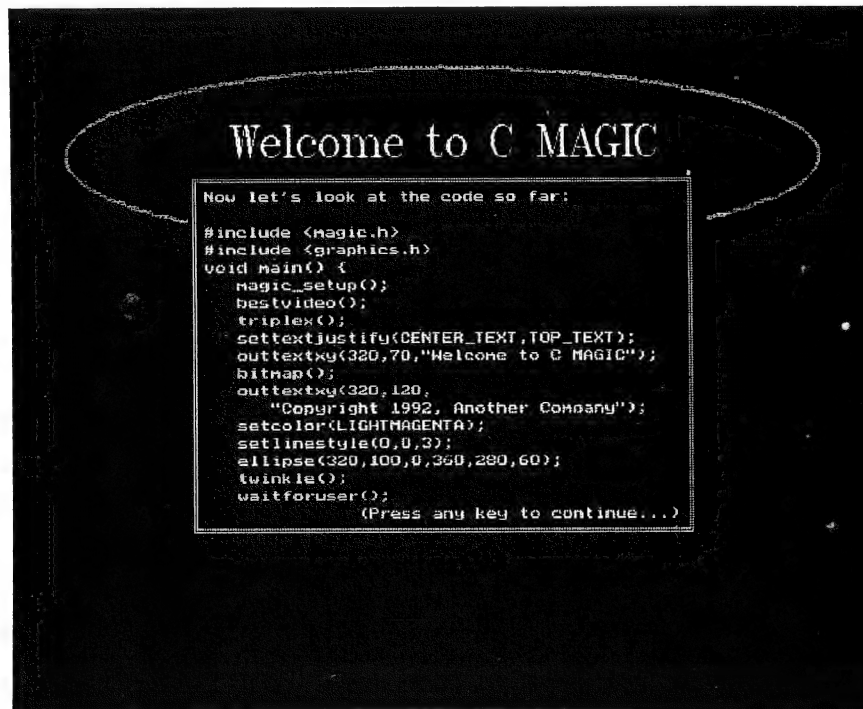 Welcome to C MAGIC
Now let's look at the code so far:
#include <magic.h>
#include <graphics.h>
void main() {
magic_setup();
bestvideo();
triplex();
settextjustify(CENTER_TEXT,TOP_TEXT);
outtextxy(320,70,"Welcome to C MAGIC");
bitmap();
outtextxy(320,120,
"Copyright 1992, Another Company");
setcolor(LIGHTMAGENTA);
setlinestyle(0,0,3);
ellipse(320,100,0,360,280,60);
twinkle();
waitforuser();
(Press any key to continue...)